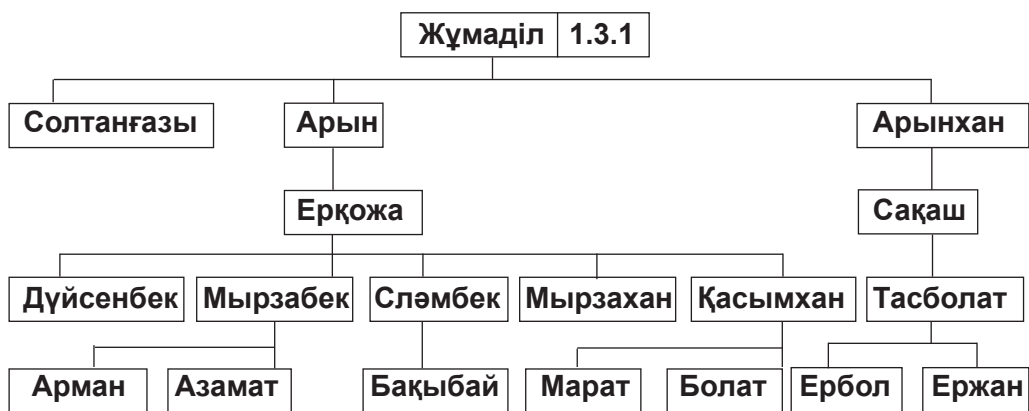 Жұмаділ 1.3.1
Солтанғазы Арын Арынхан
Ерқожа Сақаш
Дүйсенбек Мырзабек Сләмбек Мырзахан Қасымхан Тасболат
Арман Азамат Бақыбай Марат Болат Ербол Ержан